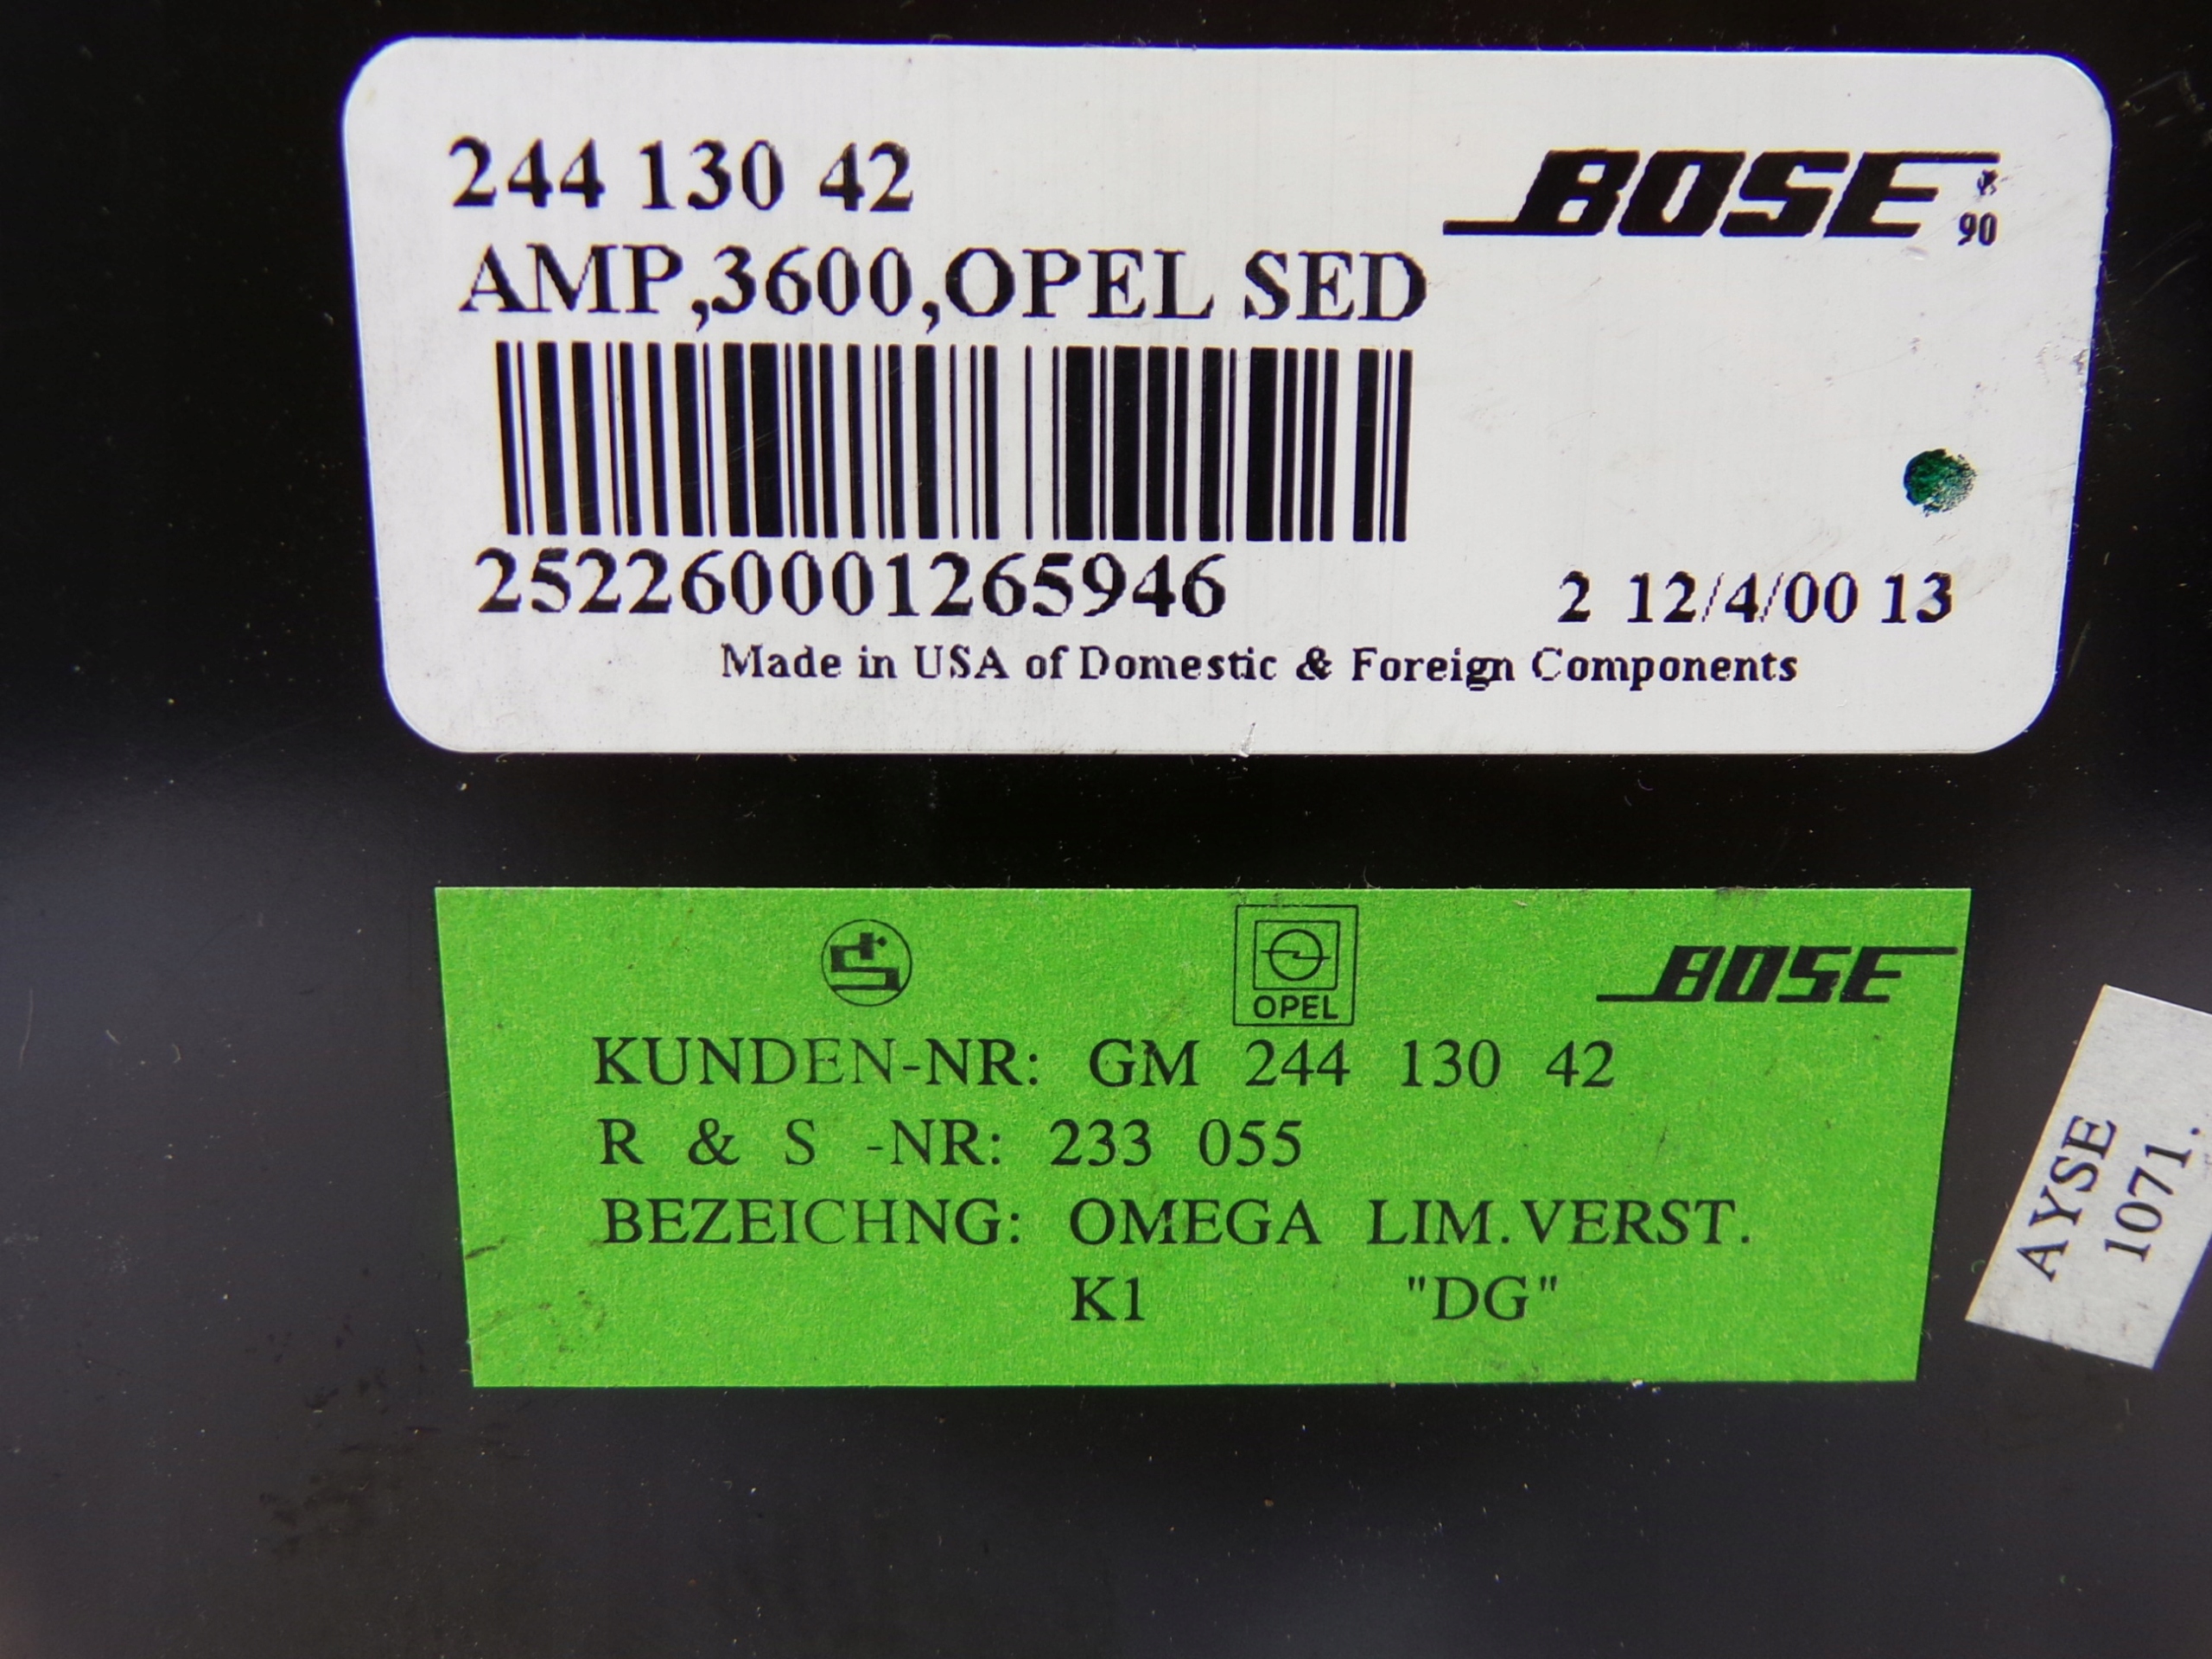 244 130 42
BOSE
90
AMP,3600,OPEL SED
252260001265946
2 12/4/00 13
Made in USA of Domestic & Foreign Components
OPEL
BOSE
KUNDEN-NR: GM 244 130 42
R & S -NR: 233 055
BEZEICHNG: OMEGA LIM.VERST.
K1 "DG"
AYSE
1071.